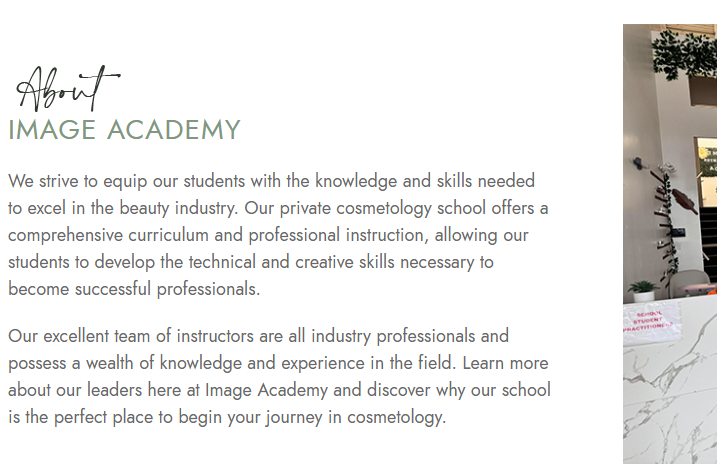 About
IMAGE ACADEMY
We strive to equip our students with the knowledge and skills needed
to excel in the beauty industry. Our private cosmetology school offers a
comprehensive curriculum and professional instruction, allowing our
students to develop the technical and creative skills necessary to
become successful professionals.
Our excellent team of instructors are all industry professionals and
possess a wealth of knowledge and experience in the field. Learn more
about our leaders here at Image Academy and discover why our school
is the perfect place to begin your journey in cosmetology.
SCHOOL
STUDENT
PRACTITIONER